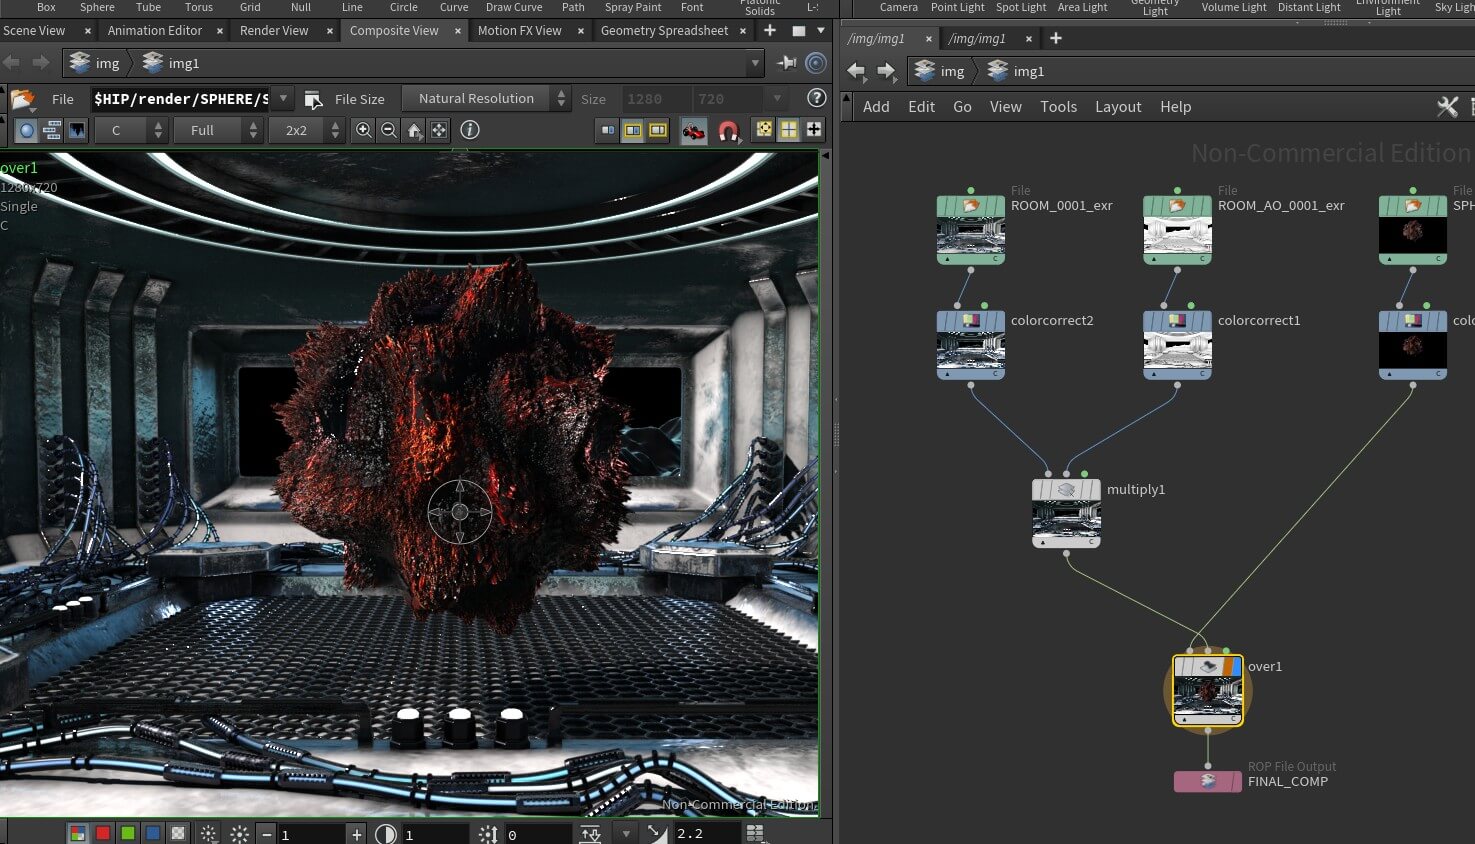 Box Sphere Tube Torus Grid Null Line Circle Curve Draw Curve Path Spray Paint Font Platonic Solids L-
Camera Point Light Spot Light Area Light Geometry Light Volume Light Distant Light Environment Light Sky Ligh
Scene View × Animation Editor × Render View × Composite View × Motion FX View × Geometry Spreadsheet × +
/img/img1 × /img/img1 × +
img img1
img img1
File $HIP/render/SPHERE/S File Size Natural Resolution Size 1280 720 ?
C Full 2x2
Add Edit Go View Tools Layout Help
Non-Commercial Edition
over1
1280x720
Single
C
File
ROOM_0001_exr
File
ROOM_AO_0001_exr
File
SPH
colorcorrect2
colorcorrect1
colo
multiply1
over1
ROP File Output
FINAL_COMP
Non-Commercial Edition
1 1 0 2.2